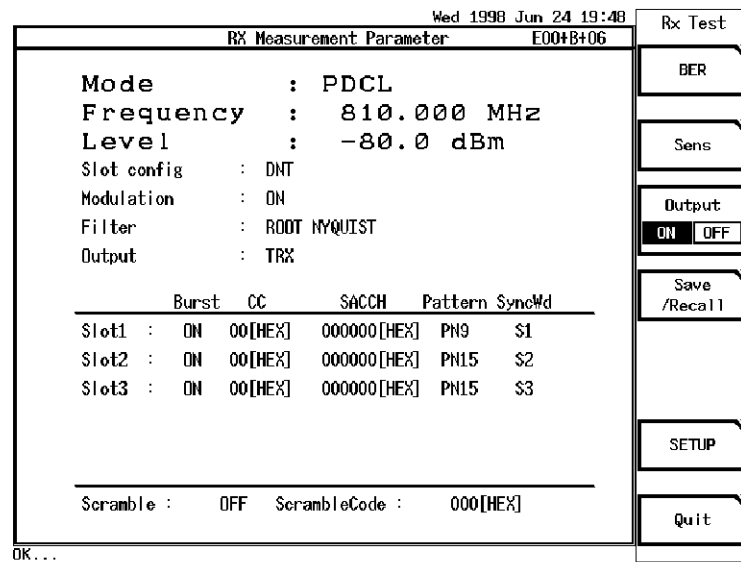 Wed 1998 Jun 24 19:48
RX Measurement Parameter E00+B+06
Mode : PDCL
Frequency : 810.000 MHz
Level : -80.0 dBm
Slot config : DNT
Modulation : ON
Filter : ROOT NYQUIST
Output : TRX
Burst CC SACCH Pattern SyncWd
Slot1 : ON 00[HEX] 000000[HEX] PN9 S1
Slot2 : ON 00[HEX] 000000[HEX] PN15 S2
Slot3 : ON 00[HEX] 000000[HEX] PN15 S3
Scramble : OFF ScrambleCode : 000[HEX]
OK...
Rx Test
BER
Sens
Output
ON OFF
Save
/Recall
SETUP
Quit